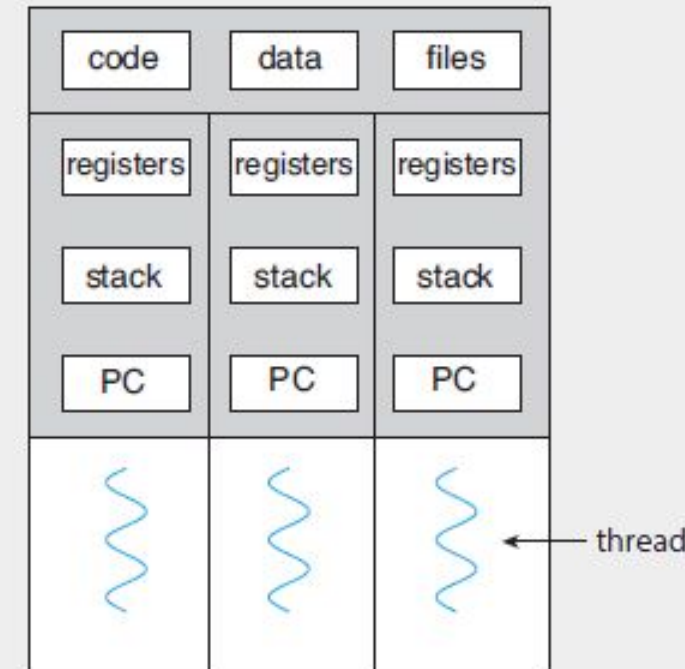 code data files
registers registers registers
stack stack stack
PC PC PC
thread